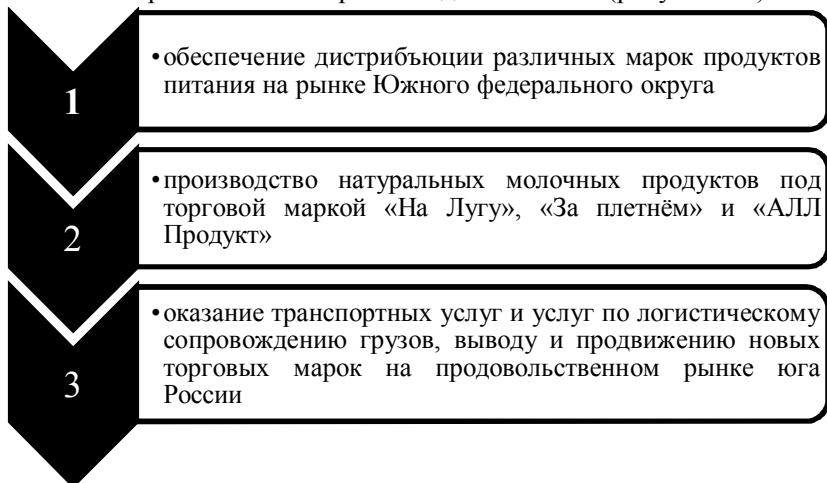 1
•обеспечение дистрибъюции различных марок продуктов
питания на рынке Южного федерального округа
2
•производство натуральных молочных продуктов под
торговой маркой «На Лугу», «За плетнём» и «АЛЛ
Продукт»
3
•оказание транспортных услуг и услуг по логистическому
сопровождению грузов, выводу и продвижению новых
торговых марок на продовольственном рынке юга
России